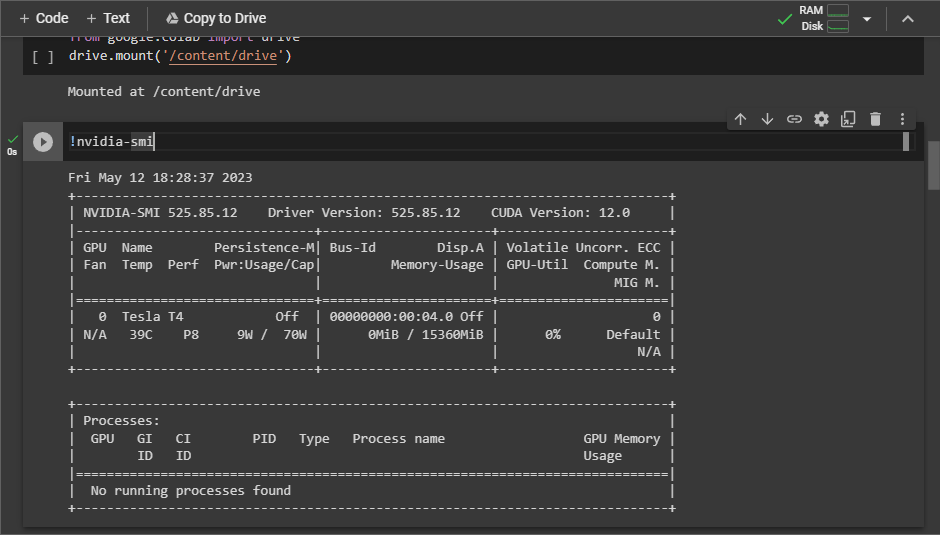 + Code + Text Copy to Drive RAM Disk
from google.colab import drive
[ ] drive.mount('/content/drive')
Mounted at /content/drive
0s !nvidia-smi
Fri May 12 18:28:37 2023
+-----------------------------------------------------------------------------+
| NVIDIA-SMI 525.85.12    Driver Version: 525.85.12    CUDA Version: 12.0     |
|-------------------------------+----------------------+----------------------+
| GPU  Name        Persistence-M| Bus-Id        Disp.A | Volatile Uncorr. ECC |
| Fan  Temp  Perf  Pwr:Usage/Cap|         Memory-Usage | GPU-Util  Compute M. |
|                               |                      |               MIG M. |
|===============================+======================+======================|
|   0  Tesla T4            Off  | 00000000:00:04.0 Off |                    0 |
| N/A   39C    P8     9W /  70W |      0MiB / 15360MiB |      0%      Default |
|                               |                      |                  N/A |
+-------------------------------+----------------------+----------------------+
+-----------------------------------------------------------------------------+
| Processes:                                                                  |
|  GPU   GI   CI        PID   Type   Process name                  GPU Memory |
|        ID   ID                                                   Usage      |
|=============================================================================|
|  No running processes found                                                 |
+-----------------------------------------------------------------------------+